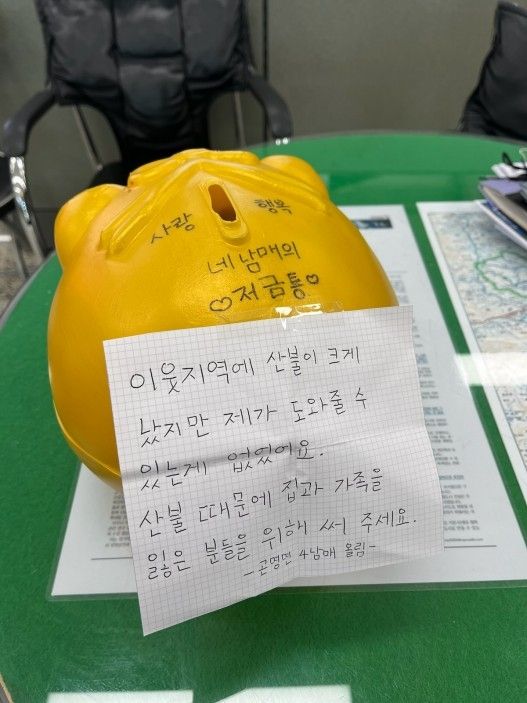 사랑 행복
네 남매의
♡저금통♡
이웃지역에 산불이 크게
났지만 제가 도와줄 수
있는게 없었어요.
산불 때문에 집과 가족을
잃은 분들을 위해 써 주세요.
-곤명면 4남매 올림-